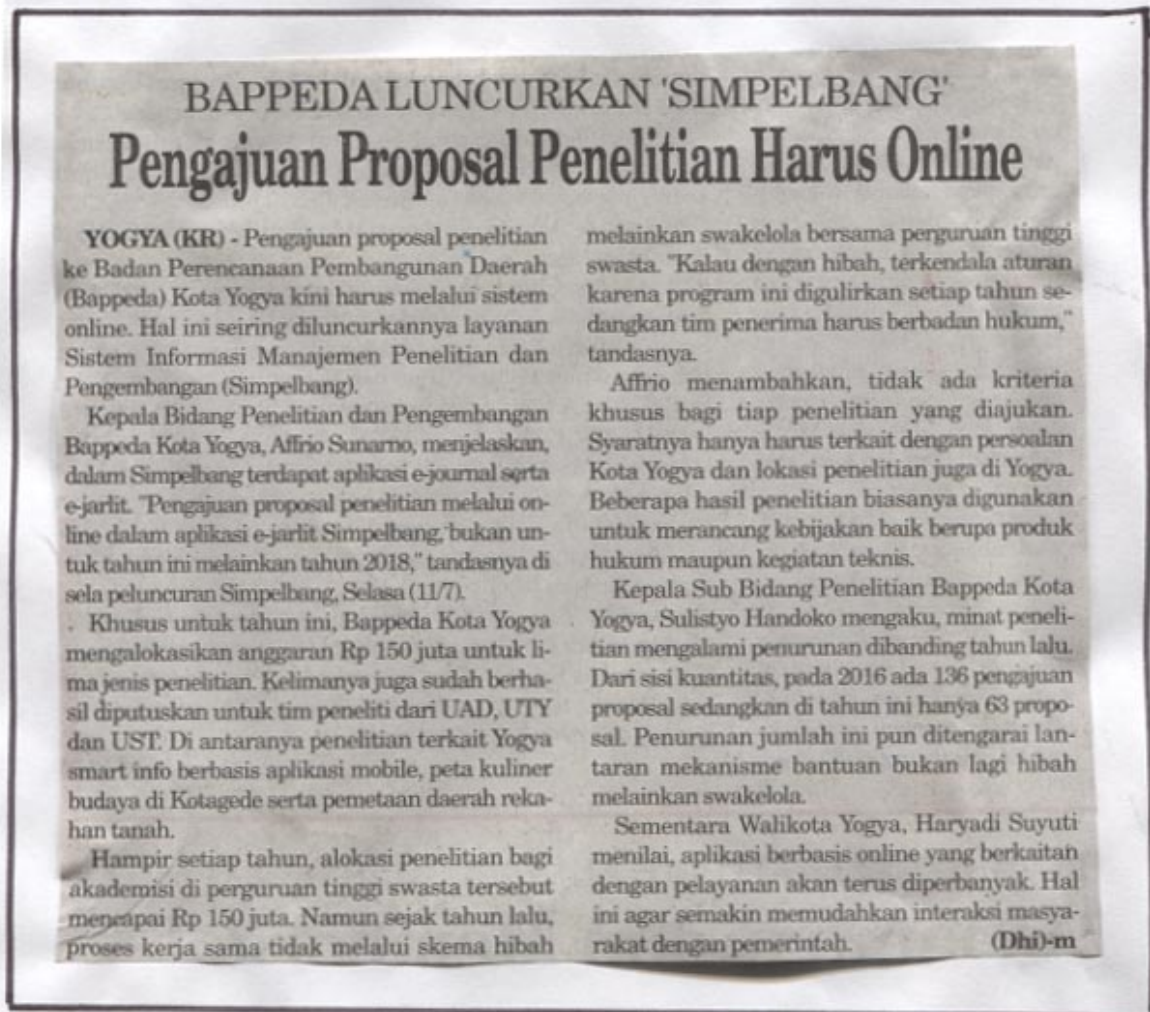 BAPPEDA LUNCURKAN 'SIMPELBANG'
Pengajuan Proposal Penelitian Harus Online
YOGYA (KR) - Pengajuan proposal penelitian
ke Badan Perencanaan Pembangunan Daerah
(Bappeda) Kota Yogya kini harus melalui sistem
online. Hal ini seiring diluncurkannya layanan
Sistem Informasi Manajemen Penelitian dan
Pengembangan (Simpelbang).
Kepala Bidang Penelitian dan Pengembangan
Bappeda Kota Yogya, Affrio Sunarno, menjelaskan,
dalam Simpelbang terdapat aplikasi e-journal serta
e-jarlit. "Pengajuan proposal penelitian melalui on-
line dalam aplikasi e-jarlit Simpelbang, bukan un-
tuk tahun ini melainkan tahun 2018," tandasnya di
sela peluncuran Simpelbang, Selasa (11/7).
Khusus untuk tahun ini, Bappeda Kota Yogya
mengalokasikan anggaran Rp 150 juta untuk li-
ma jenis penelitian. Kelimanya juga sudah berha-
sil diputuskan untuk tim peneliti dari UAD, UTY
dan UST. Di antaranya penelitian terkait Yogya
smart info berbasis aplikasi mobile, peta kuliner
budaya di Kotagede serta pemetaan daerah reka-
han tanah.
Hampir setiap tahun, alokasi penelitian bagi
akademisi di perguruan tinggi swasta tersebut
mencapai Rp 150 juta. Namun sejak tahun lalu,
proses kerja sama tidak melalui skema hibah
melainkan swakelola bersama perguruan tinggi
swasta. "Kalau dengan hibah, terkendala aturan
karena program ini digulirkan setiap tahun se-
dangkan tim penerima harus berbadan hukum,"
tandasnya.
Affrio menambahkan, tidak ada kriteria
khusus bagi tiap penelitian yang diajukan.
Syaratnya hanya harus terkait dengan persoalan
Kota Yogya dan lokasi penelitian juga di Yogya.
Beberapa hasil penelitian biasanya digunakan
untuk merancang kebijakan baik berupa produk
hukum maupun kegiatan teknis.
Kepala Sub Bidang Penelitian Bappeda Kota
Yogya, Sulistyo Handoko mengaku, minat peneli-
tian mengalami penurunan dibanding tahun lalu.
Dari sisi kuantitas, pada 2016 ada 136 pengajuan
proposal sedangkan di tahun ini hanya 63 propo-
sal. Penurunan jumlah ini pun ditengarai lan-
taran mekanisme bantuan bukan lagi hibah
melainkan swakelola.
Sementara Walikota Yogya, Haryadi Suyuti
menilai, aplikasi berbasis online yang berkaitan
dengan pelayanan akan terus diperbanyak. Hal
ini agar semakin memudahkan interaksi masya-
rakat dengan pemerintah. (Dhi)-m